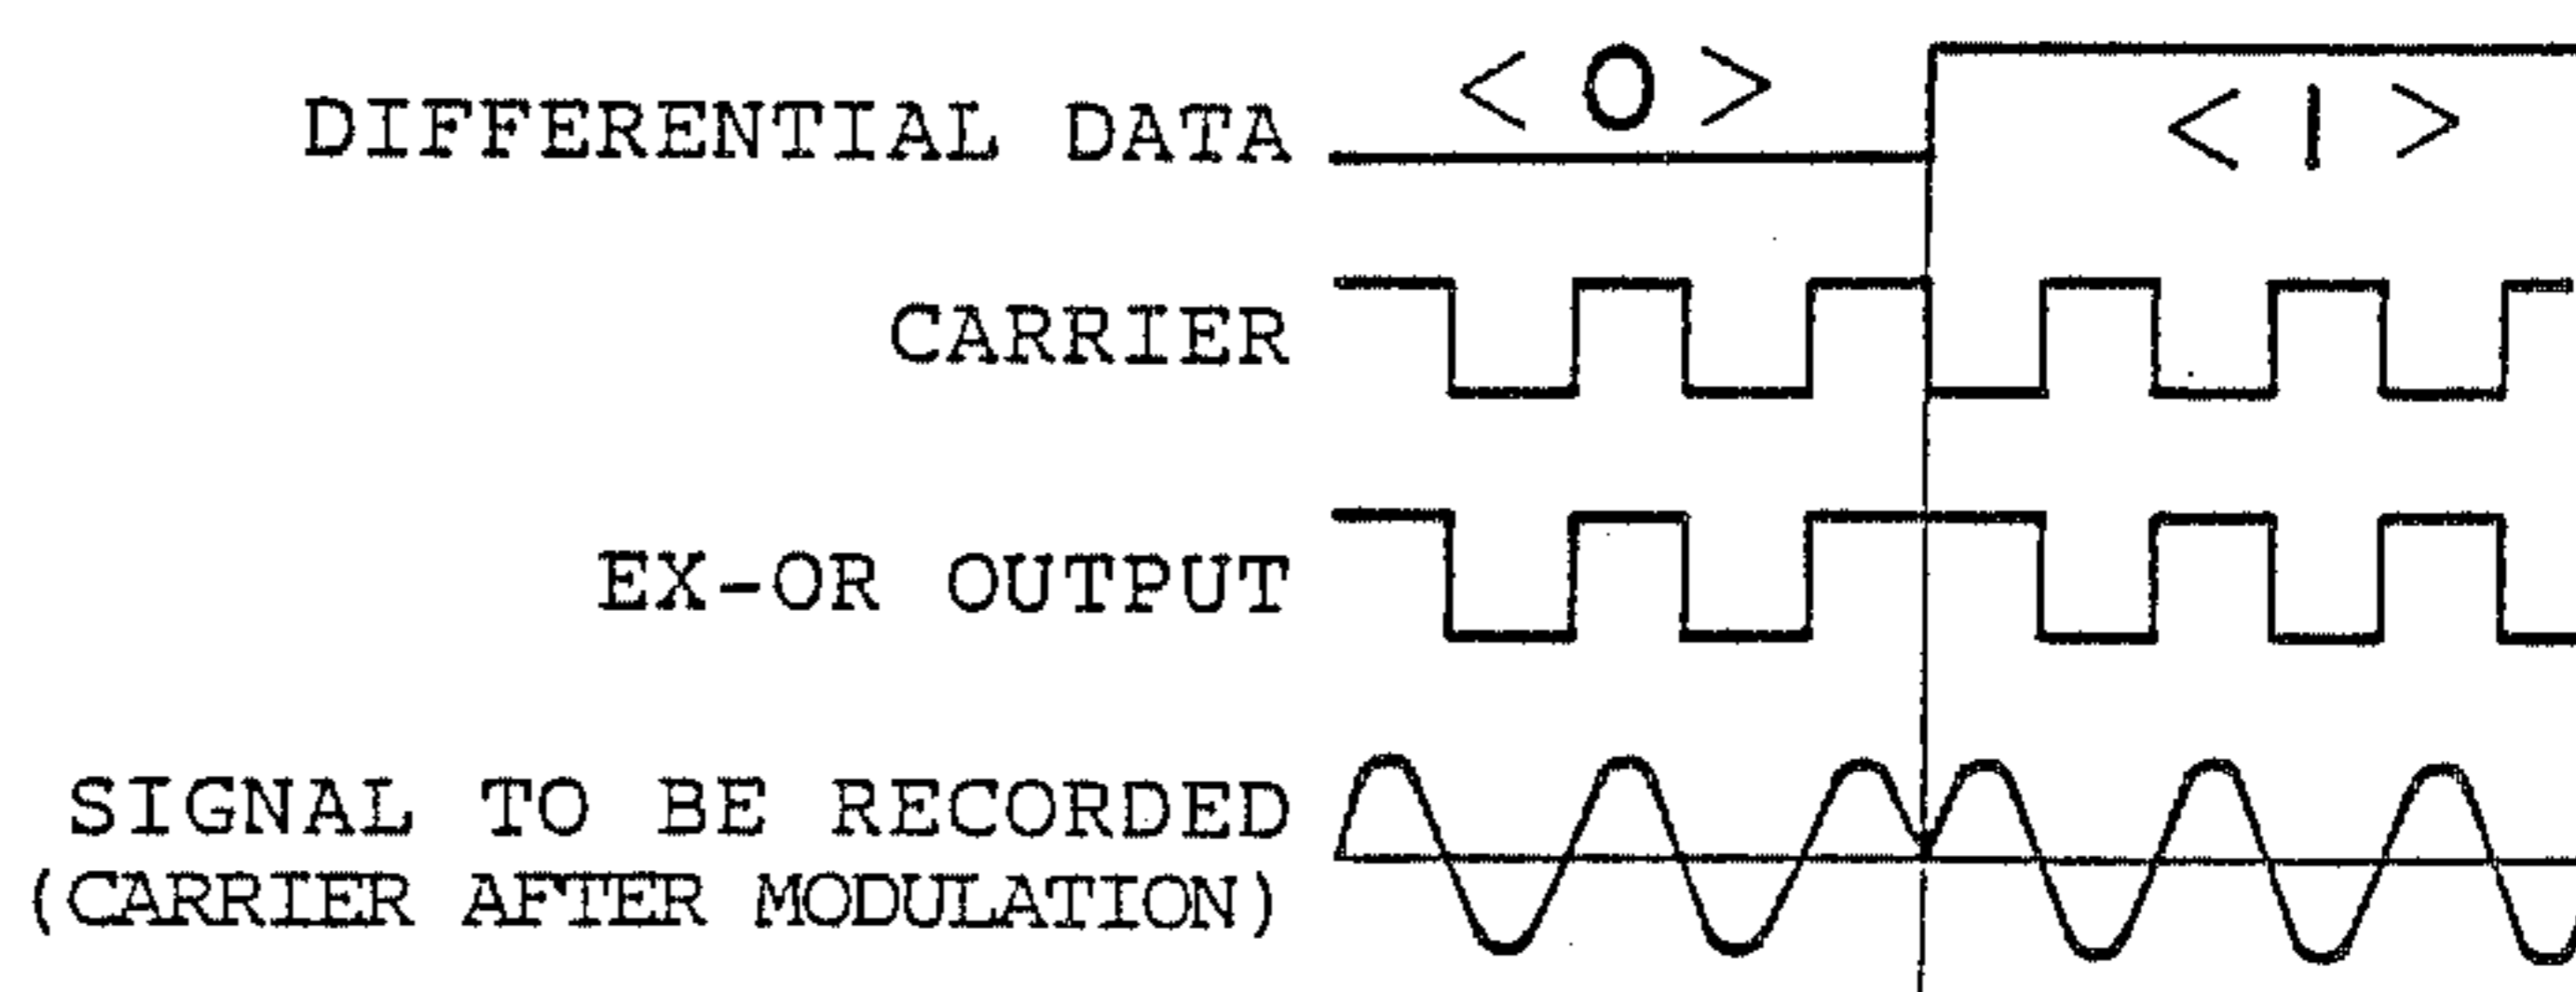 < 0 >
DIFFERENTIAL DATA
< 1 >
CARRIER
EX-OR OUTPUT
SIGNAL TO BE RECORDED
(CARRIER AFTER MODULATION)